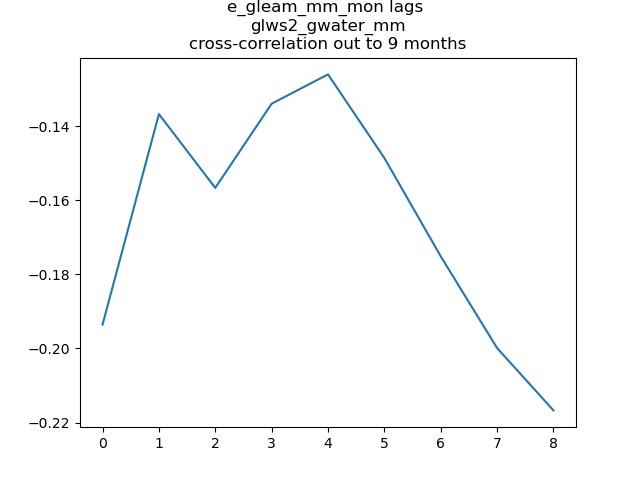 e_gleam_mm_mon lags
glws2_gwater_mm
cross-correlation out to 9 months
−0.14
−0.16
−0.18
−0.20
−0.22
0 1 2 3 4 5 6 7 8